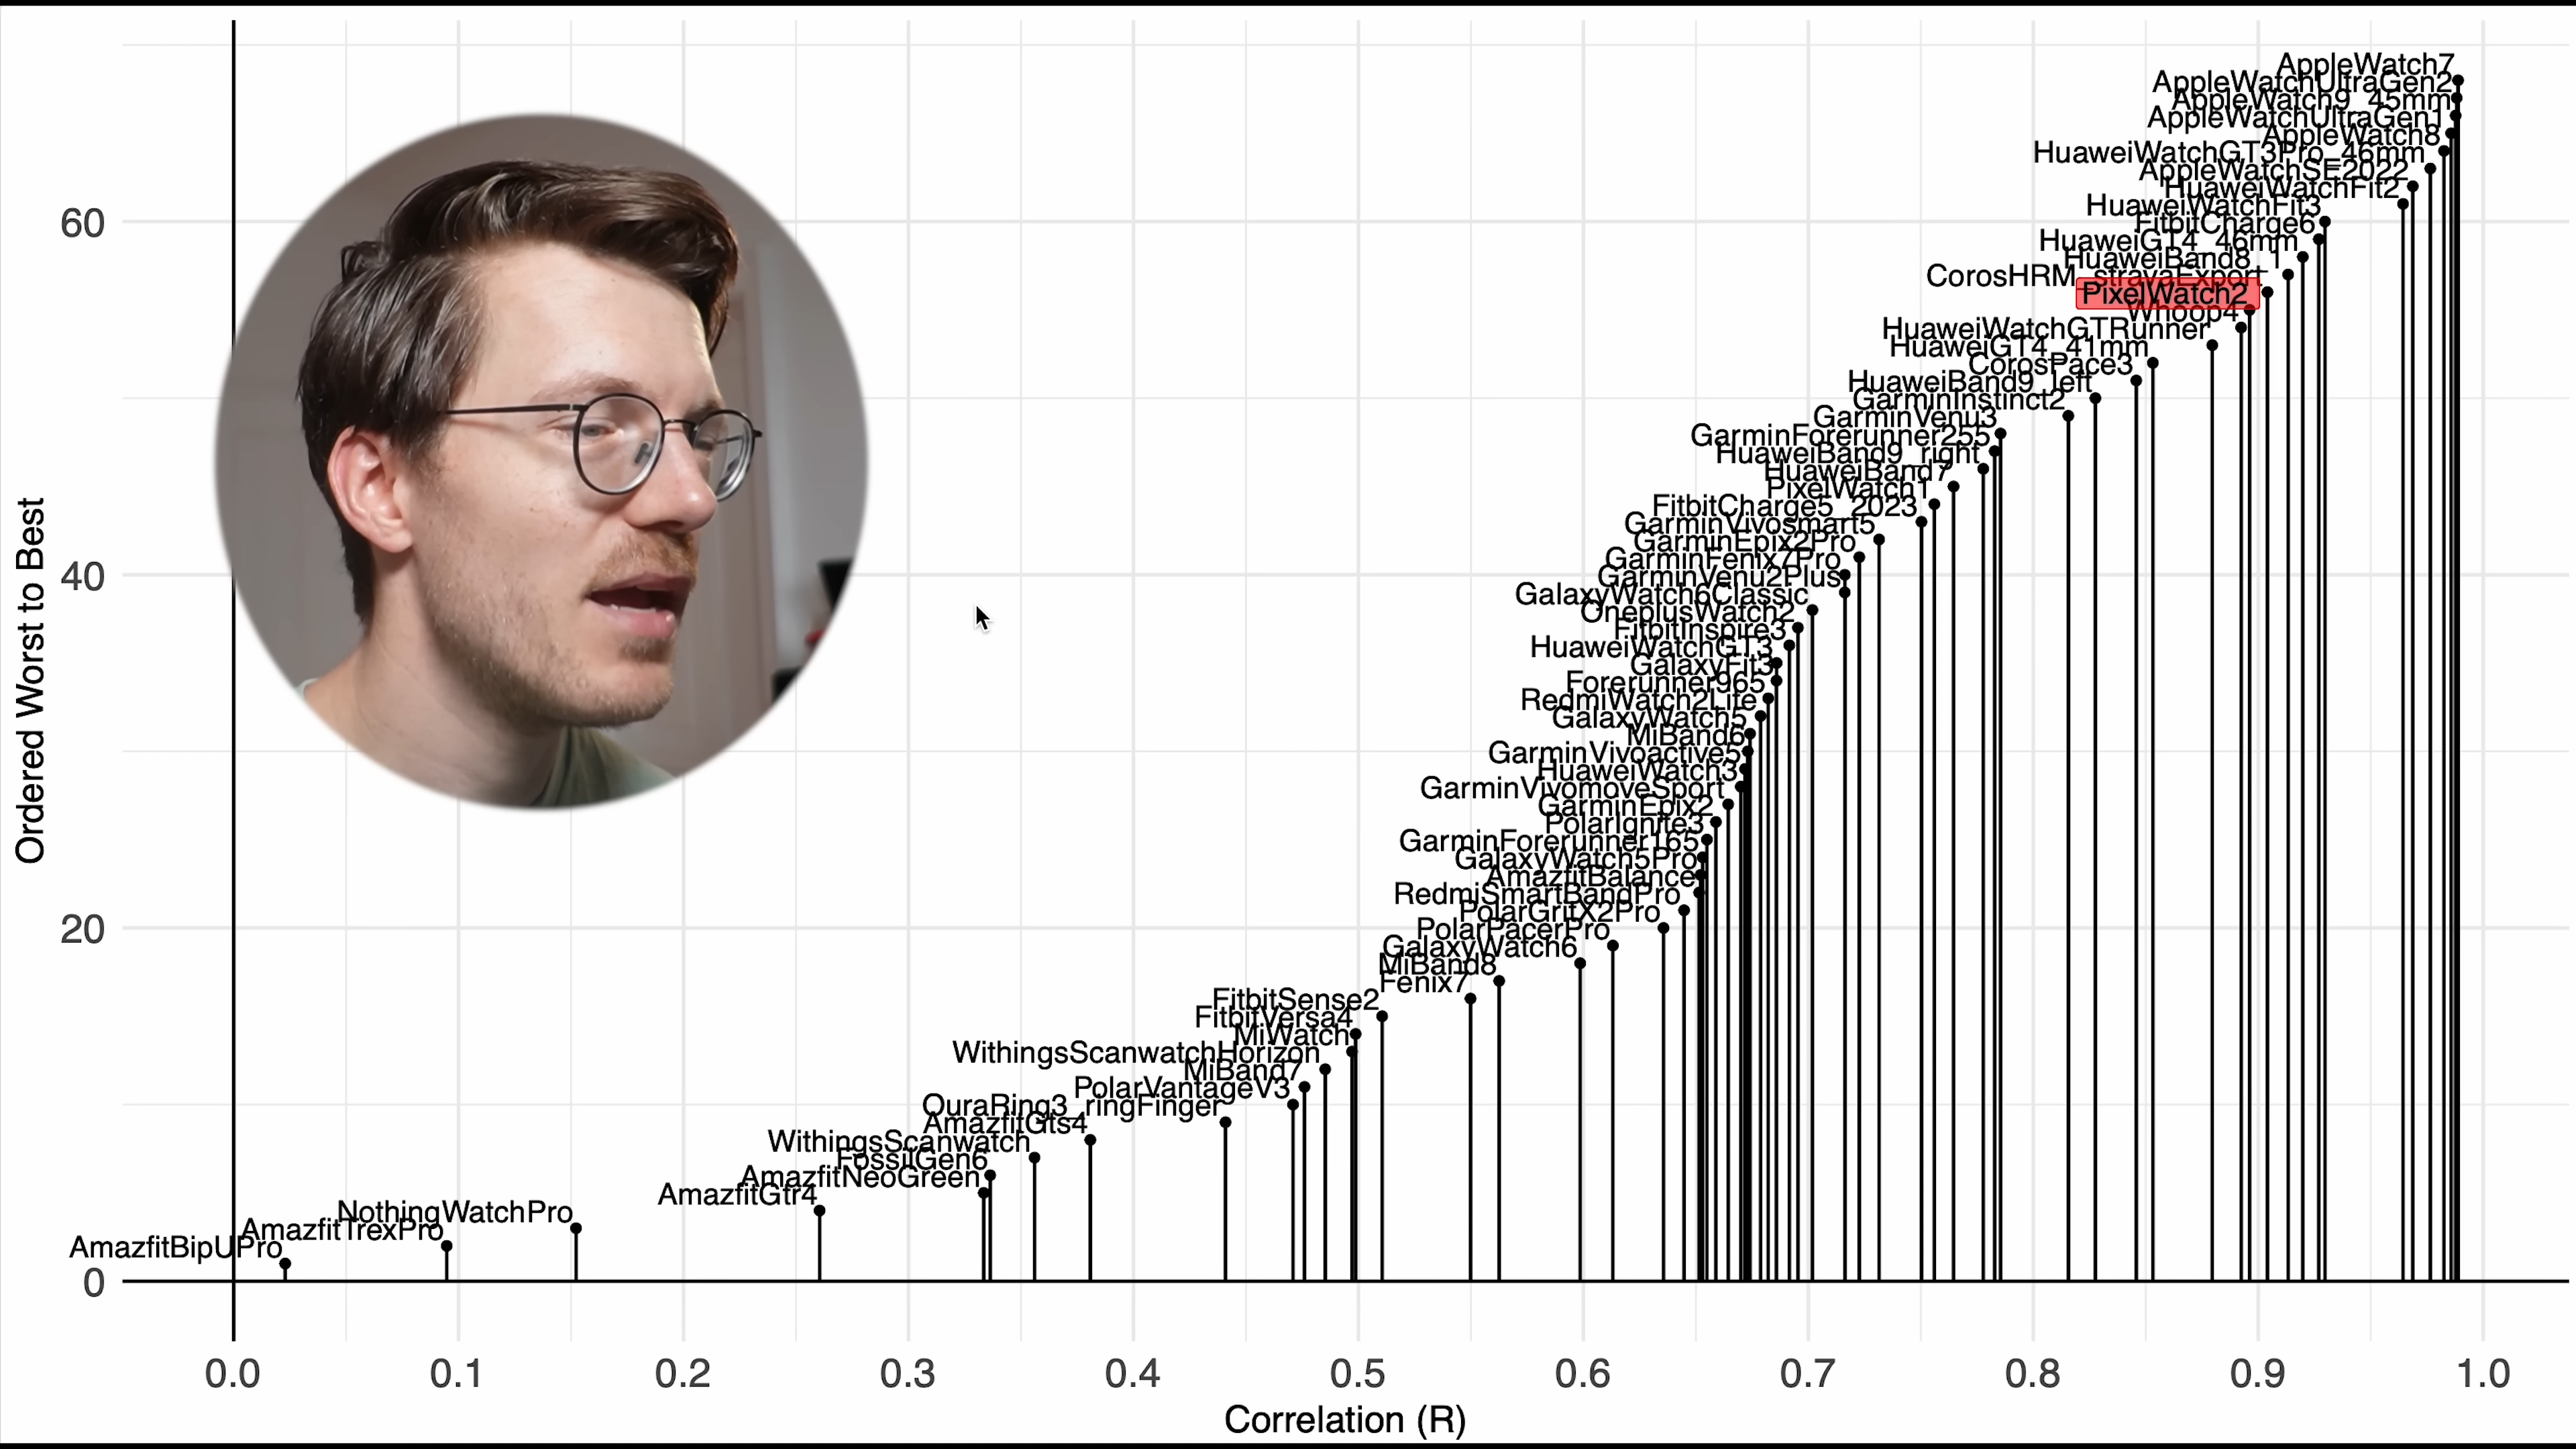 AppleWatch7
AppleWatchUltraGen2
AppleWatch9_45mm
AppleWatchUltraGen1
AppleWatch8
HuaweiWatchGT3Pro_46mm
AppleWatchSE2022
HuaweiWatchFit2
HuaweiWatchFit3
60
FitbitCharge6
HuaweiGT4_46mm
HuaweiBand8_1
CorosHRM_stravaExport
PixelWatch2
Whoop4
HuaweiWatchGTRunner
HuaweiGT4_41mm
CorosPace3
HuaweiBand9_left
GarminInstinct2
GarminVenu3
GarminForerunner255
HuaweiBand9_right
HuaweiBand7
PixelWatch1
FitbitCharge5_2023
GarminVivosmart5
GarminEpix2Pro
GarminFenix7Pro
40
GarminVenu2Plus
GalaxyWatch6Classic
OneplusWatch2
FitbitInspire3
HuaweiWatchGT3
GalaxyFit3
Forerunner965
RedmiWatch2Lite
GalaxyWatch5
MiBand6
GarminVivoactive5
HuaweiWatch3
GarminVivomoveSport
GarminEpix2
PolarIgnite3
GarminForerunner165
GalaxyWatch5Pro
AmazfitBalance
RedmiSmartBandPro
PolarGritX2Pro
20
PolarPacerPro
GalaxyWatch6
MiBand8
Fenix7
FitbitSense2
FitbitVersa4
MiWatch
WithingsScanwatchHorizon
MiBand7
PolarVantageV3
OuraRing3_ringFinger
AmazfitGts4
WithingsScanwatch
FossilGen6
AmazfitNeoGreen
AmazfitGtr4
NothingWatchPro
AmazfitTrexPro
AmazfitBipUPro
0
Ordered Worst to Best
0.0 0.1 0.2 0.3 0.4 0.5 0.6 0.7 0.8 0.9 1.0
Correlation (R)